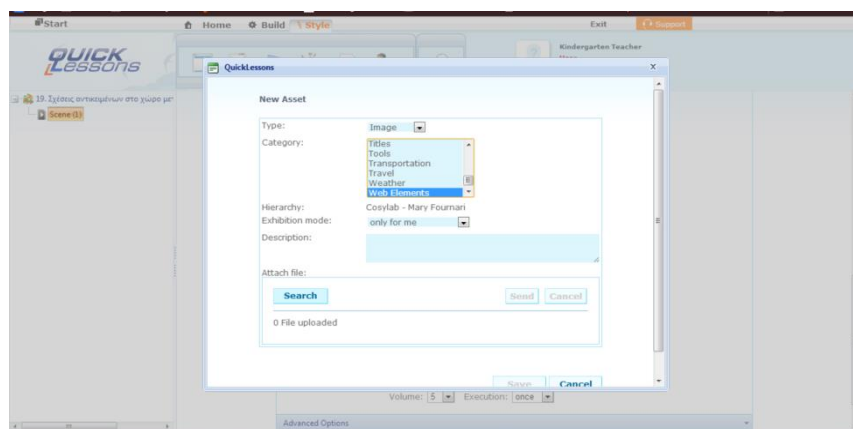 Start
Home
Build
Style
Exit
Support
QUICK
Lessons
Kindergarten Teacher
QuickLessons
X
19. Σχέσεις αντικειμένων στο χώρο με
Scene (1)
New Asset
Type:
Image
Category:
Titles
Tools
Transportation
Travel
Weather
Web Elements
Hierarchy:
Cosylab - Mary Fournari
Exhibition mode:
only for me
Description:
Attach file:
Search
Send
Cancel
0 File uploaded
Save
Cancel
Volume: 5 Execution: once
Advanced Options